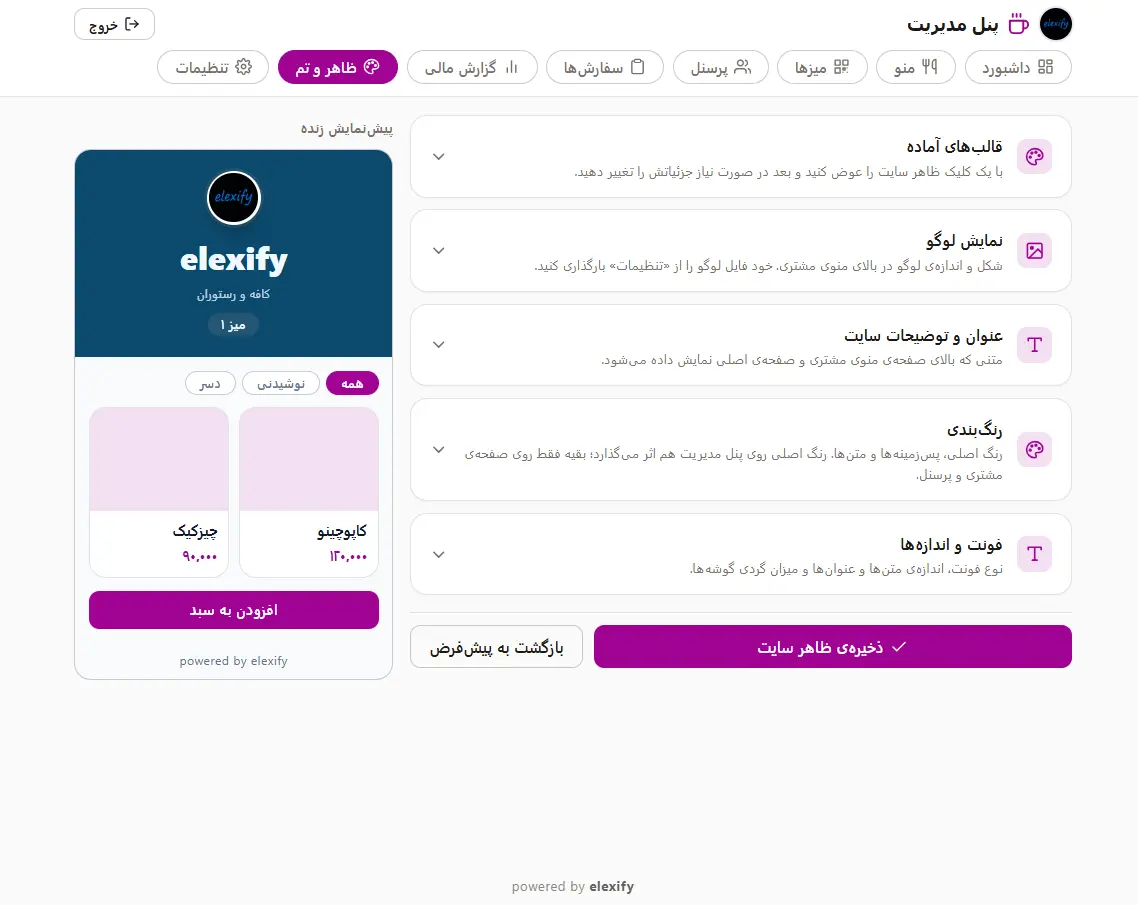 elexify
پنل مدیریت
خروج
داشبورد
منو
میزها
پرسنل
سفارش‌ها
گزارش مالی
ظاهر و تم
تنظیمات
قالب‌های آماده
با یک کلیک ظاهر سایت را عوض کنید و بعد در صورت نیاز جزئیاتش را تغییر دهید.
نمایش لوگو
شکل و اندازه‌ی لوگو در بالای منوی مشتری. خود فایل لوگو را از «تنظیمات» بارگذاری کنید.
عنوان و توضیحات سایت
متنی که بالای صفحه‌ی منوی مشتری و صفحه‌ی اصلی نمایش داده می‌شود.
رنگ‌بندی
رنگ اصلی، پس‌زمینه‌ها و متن‌ها. رنگ اصلی روی پنل مدیریت هم اثر می‌گذارد؛ بقیه فقط روی صفحه‌ی
مشتری و پرسنل.
فونت و اندازه‌ها
نوع فونت، اندازه‌ی متن‌ها و عنوان‌ها و میزان گردی گوشه‌ها.
ذخیره‌ی ظاهر سایت
بازگشت به پیش‌فرض
پیش‌نمایش زنده
elexify
elexify
کافه و رستوران
میز ۱
همه
نوشیدنی
دسر
کاپوچینو
۱۲۰,۰۰۰
چیزکیک
۹۰,۰۰۰
افزودن به سبد
powered by elexify
powered by elexify